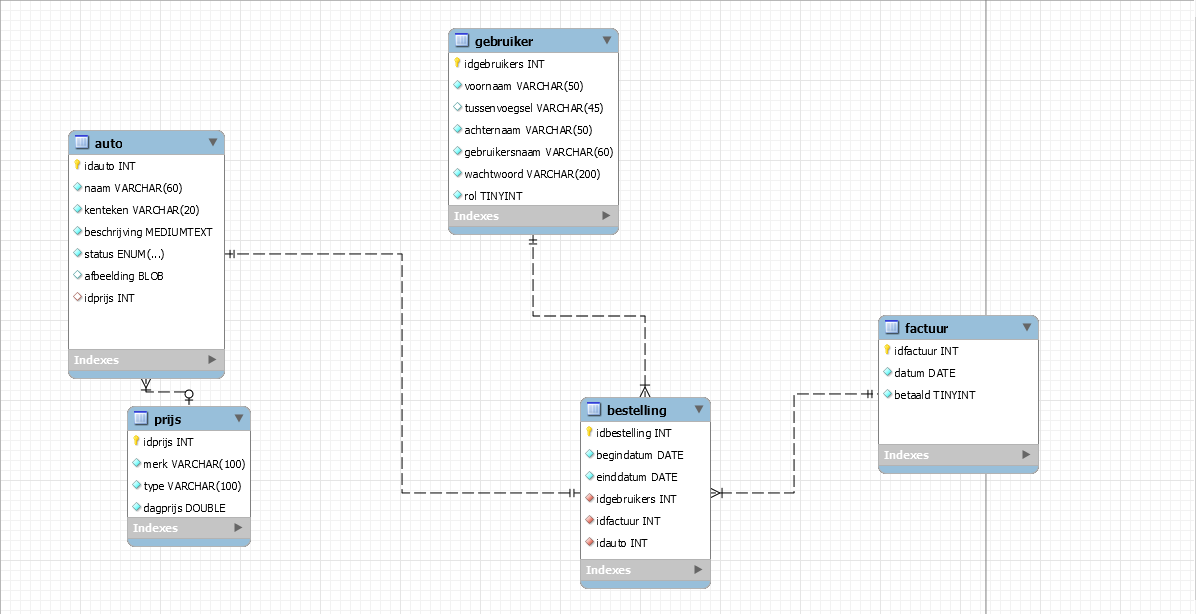 gebruiker
idgebruikers INT
voornaam VARCHAR(50)
tussenvoegsel VARCHAR(45)
achternaam VARCHAR(50)
gebruikersnaam VARCHAR(60)
wachtwoord VARCHAR(200)
rol TINYINT
Indexes
auto
idauto INT
naam VARCHAR(60)
kenteken VARCHAR(20)
beschrijving MEDIUMTEXT
status ENUM(...)
afbeelding BLOB
idprijs INT
Indexes
prijs
idprijs INT
merk VARCHAR(100)
type VARCHAR(100)
dagprijs DOUBLE
Indexes
bestelling
idbestelling INT
begindatum DATE
einddatum DATE
idgebruikers INT
idfactuur INT
idauto INT
Indexes
factuur
idfactuur INT
datum DATE
betaald TINYINT
Indexes